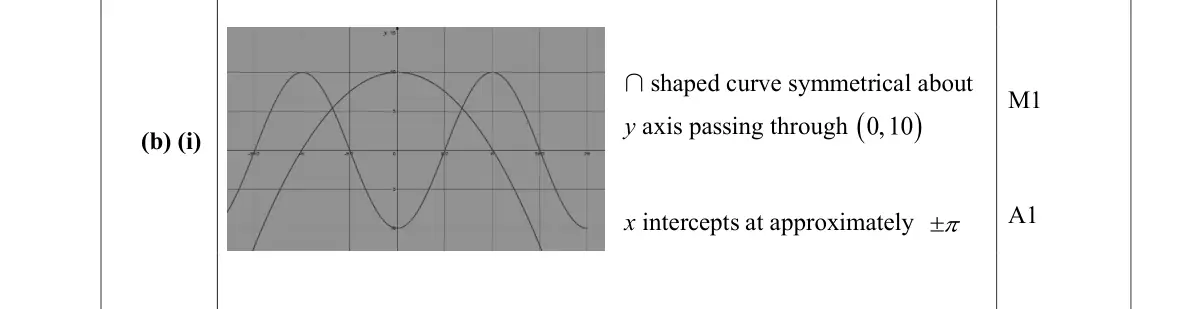 (b) (i)
∩ shaped curve symmetrical about
y axis passing through (0,10)
M1
x intercepts at approximately ±π
A1